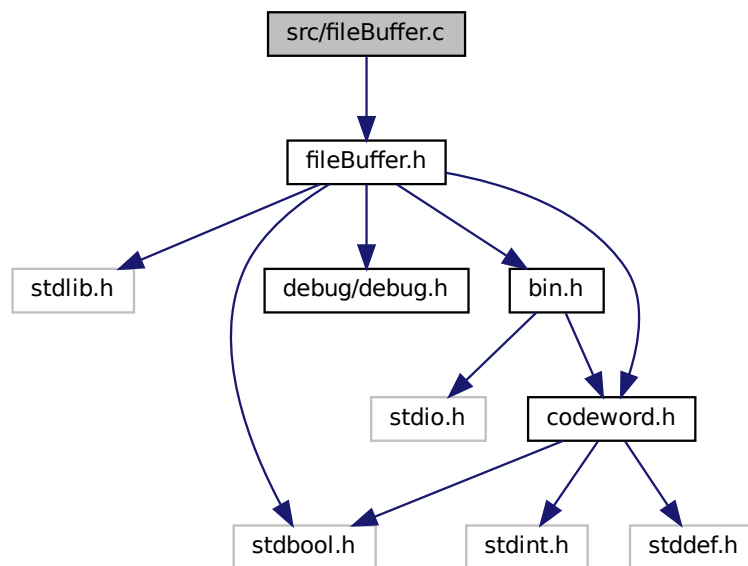 src/fileBuffer.c
fileBuffer.h
stdlib.h
debug/debug.h
bin.h
stdio.h
codeword.h
stdbool.h
stdint.h
stddef.h